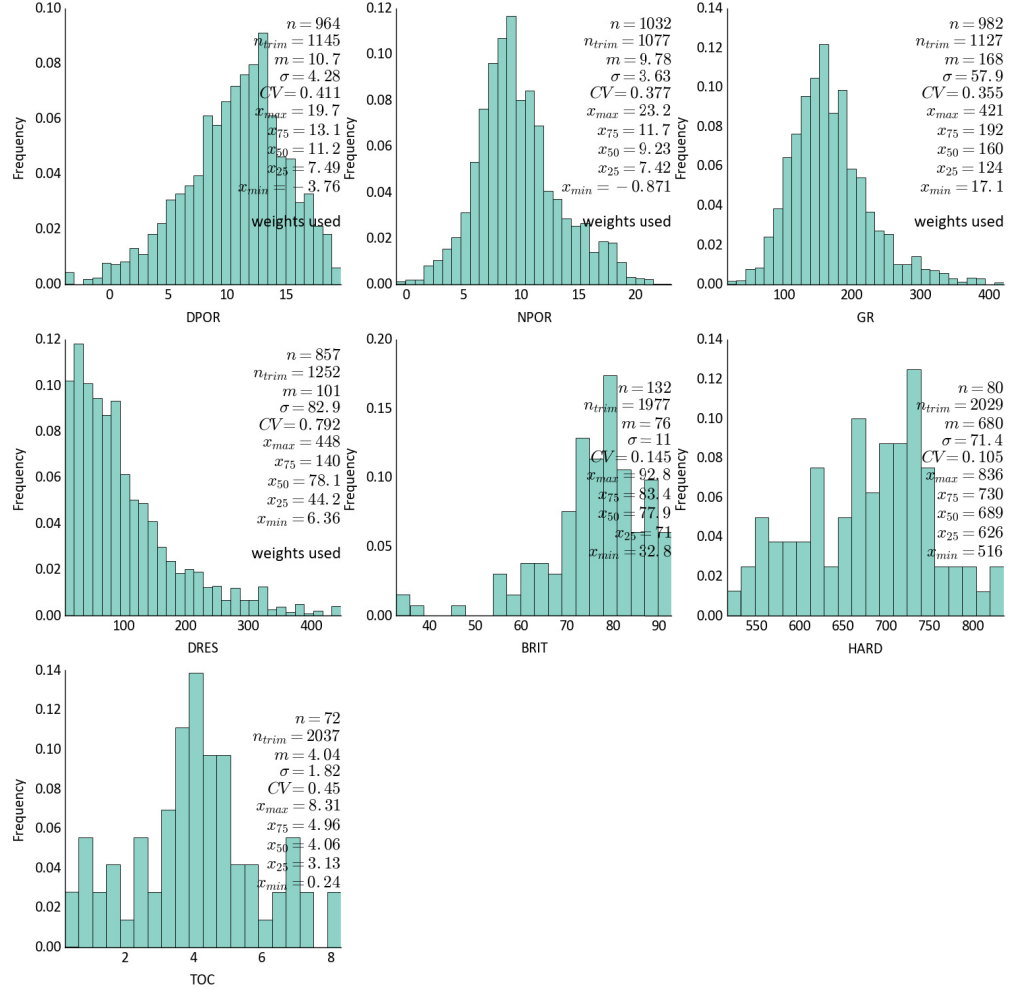 0.10
0.08
0.06
0.04
0.02
0.00
Frequency
0
5
10
15
DPOR
n = 964
n_trim = 1145
m = 10.7
σ = 4.28
CV = 0.411
x_max = 19.7
x_75 = 13.1
x_50 = 11.2
x_25 = 7.49
x_min = −3.76
weights used
0.12
0.10
0.08
0.06
0.04
0.02
0.00
Frequency
0
5
10
15
20
NPOR
n = 1032
n_trim = 1077
m = 9.78
σ = 3.63
CV = 0.377
x_max = 23.2
x_75 = 11.7
x_50 = 9.23
x_25 = 7.42
x_min = −0.871
weights used
0.14
0.12
0.10
0.08
0.06
0.04
0.02
0.00
Frequency
100
200
300
400
GR
n = 982
n_trim = 1127
m = 168
σ = 57.9
CV = 0.355
x_max = 421
x_75 = 192
x_50 = 160
x_25 = 124
x_min = 17.1
weights used
0.12
0.10
0.08
0.06
0.04
0.02
0.00
Frequency
100
200
300
400
DRES
n = 857
n_trim = 1252
m = 101
σ = 82.9
CV = 0.792
x_max = 448
x_75 = 140
x_50 = 78.1
x_25 = 44.2
x_min = 6.36
weights used
0.20
0.15
0.10
0.05
0.00
Frequency
40
50
60
70
80
90
BRIT
n = 132
n_trim = 1977
m = 76
σ = 11
CV = 0.145
x_max = 92.8
x_75 = 83.4
x_50 = 77.9
x_25 = 71
x_min = 32.8
0.14
0.12
0.10
0.08
0.06
0.04
0.02
0.00
Frequency
550
600
650
700
750
800
HARD
n = 80
n_trim = 2029
m = 680
σ = 71.4
CV = 0.105
x_max = 836
x_75 = 730
x_50 = 689
x_25 = 626
x_min = 516
0.14
0.12
0.10
0.08
0.06
0.04
0.02
0.00
Frequency
2
4
6
8
TOC
n = 72
n_trim = 2037
m = 4.04
σ = 1.82
CV = 0.45
x_max = 8.31
x_75 = 4.96
x_50 = 4.06
x_25 = 3.13
x_min = 0.24